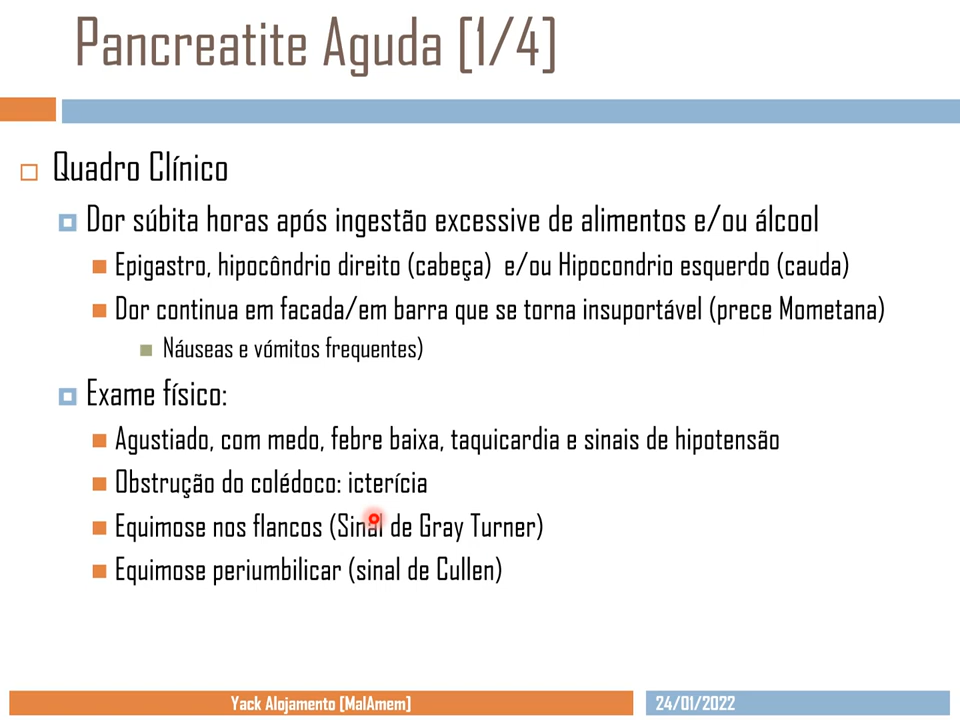 Pancreatite Aguda [1/4]
Quadro Clínico
Dor súbita horas após ingestão excessive de alimentos e/ou álcool
Epigastro, hipocôndrio direito (cabeça) e/ou Hipocondrio esquerdo (cauda)
Dor continua em facada/em barra que se torna insuportável (prece Mometana)
Náuseas e vómitos frequentes)
Exame físico:
Agustiado, com medo, febre baixa, taquicardia e sinais de hipotensão
Obstrução do colédoco: icterícia
Equimose nos flancos (Sinal de Gray Turner)
Equimose periumbilicar (sinal de Cullen)
Yack Alojamento [MalAmem]
24/01/2022